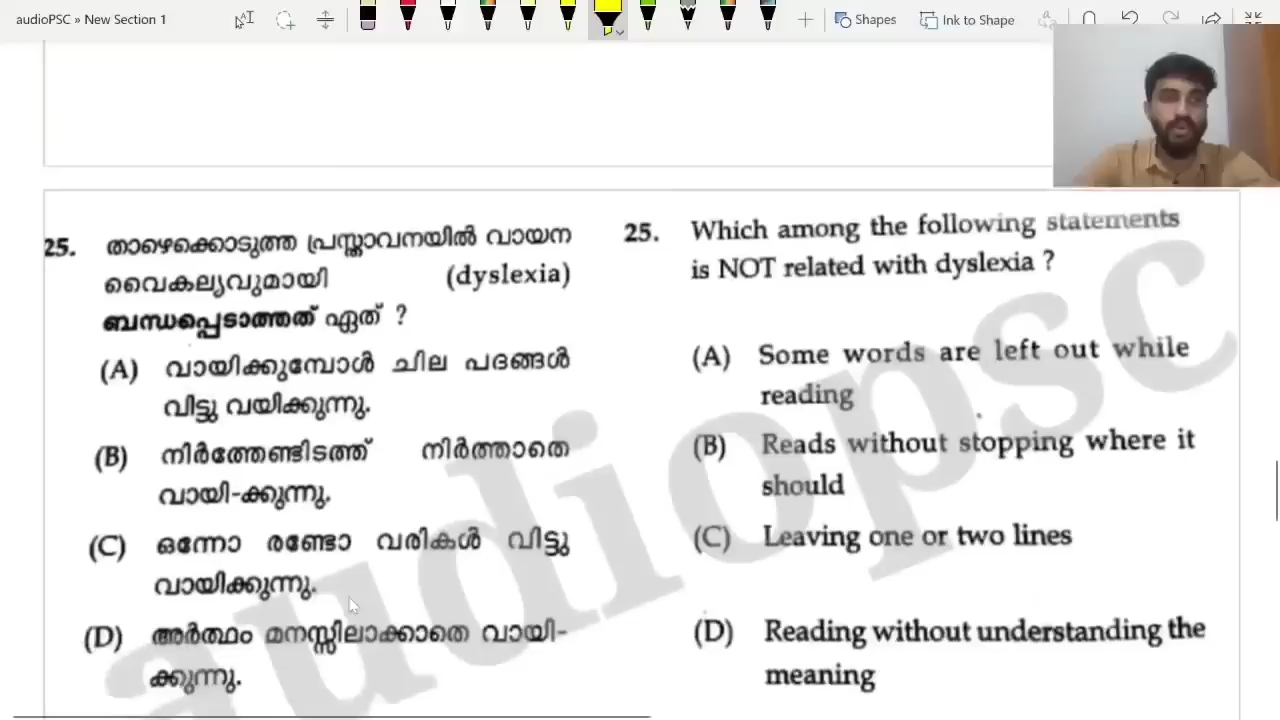 audioPSC » New Section 1
Shapes
Ink to Shape
25. താഴെക്കൊടുത്ത പ്രസ്താവനയിൽ വായന
വൈകല്യവുമായി (dyslexia)
ബന്ധപ്പെടാത്തത് ഏത് ?
(A) വായിക്കുമ്പോൾ ചില പദങ്ങൾ
വിട്ടു വയിക്കുന്നു.
(B) നിർത്തേണ്ടിടത്ത് നിർത്താതെ
വായി-ക്കുന്നു.
(C) ഒന്നോ രണ്ടോ വരികൾ വിട്ടു
വായിക്കുന്നു.
(D) അർത്ഥം മനസ്സിലാക്കാതെ വായി-
ക്കുന്നു.
25. Which among the following statements
is NOT related with dyslexia ?
(A) Some words are left out while
reading
(B) Reads without stopping where it
should
(C) Leaving one or two lines
(D) Reading without understanding the
meaning
audiopsc